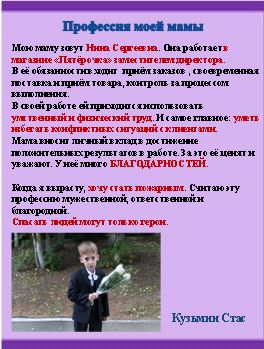 Профессия моей мамы
Мою маму зовут Нина Сергеевна. Она работает в
магазине «Пятёрочка» заместителем директора.
В её обязанности входит приём заказов , своевременная
поставка и приём товара, контроль за процессом
выполнения.
В своей работе ей приходится использовать
умственный и физический труд. И самое главное: уметь
избегать конфликтных ситуаций с клиентами.
Мама вносит личный вклад в достижение
положительных результатов в работе. За это её ценят и
уважают. У неё много БЛАГОДАРНОСТЕЙ.
Когда я вырасту, хочу стать пожарным. Считаю эту
профессию мужественной, ответственной и
благородной.
Спасать людей могут только герои.
Кузьмин Стас